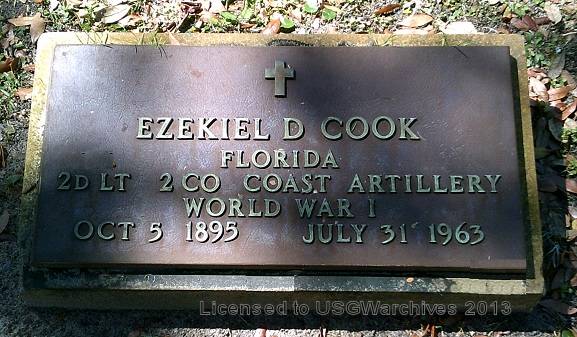 EZEKIEL D COOK
FLORIDA
2D LT 2 CO COAST ARTILLERY
WORLD WAR I
OCT 5 1895 JULY 31 1963
Licensed to USGWarchives 2013